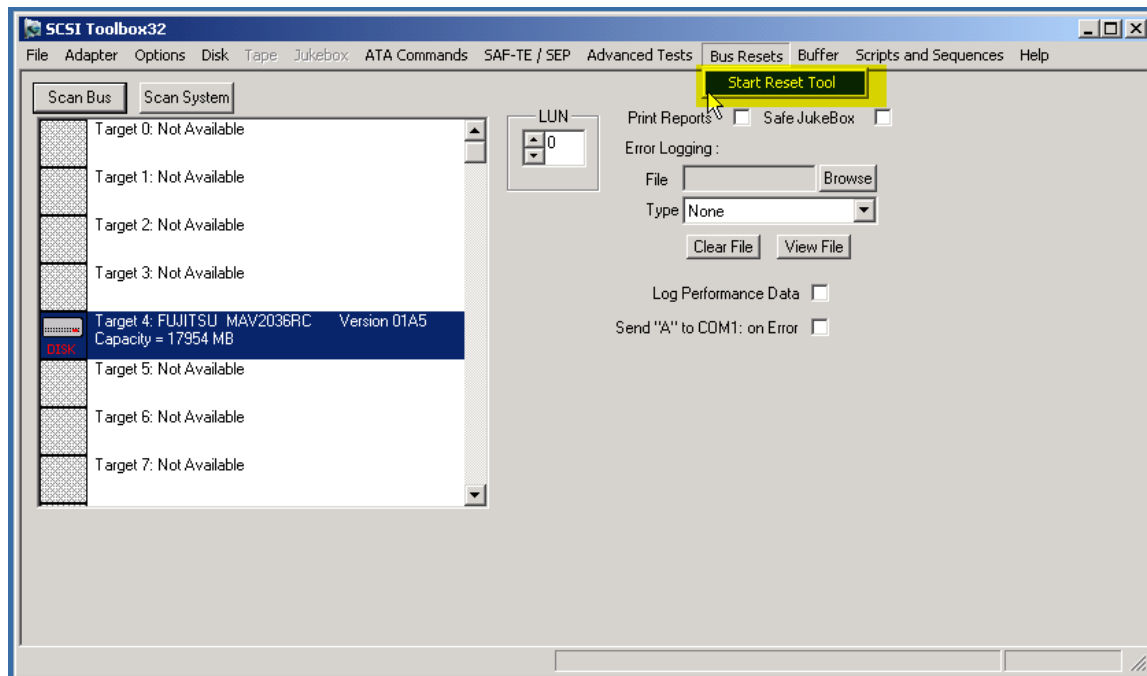 SCSI Toolbox32
File Adapter Options Disk Tape Jukebox ATA Commands SAF-TE / SEP Advanced Tests Bus Resets Buffer Scripts and Sequences Help
Start Reset Tool
Scan Bus Scan System
LUN
0
Print Reports Safe JukeBox
Error Logging :
File Browse
Type None
Clear File View File
Log Performance Data
Send "A" to COM1: on Error
Target 0: Not Available
Target 1: Not Available
Target 2: Not Available
Target 3: Not Available
DISK
Target 4: FUJITSU MAV2036RC Version 01A5
Capacity = 17954 MB
Target 5: Not Available
Target 6: Not Available
Target 7: Not Available